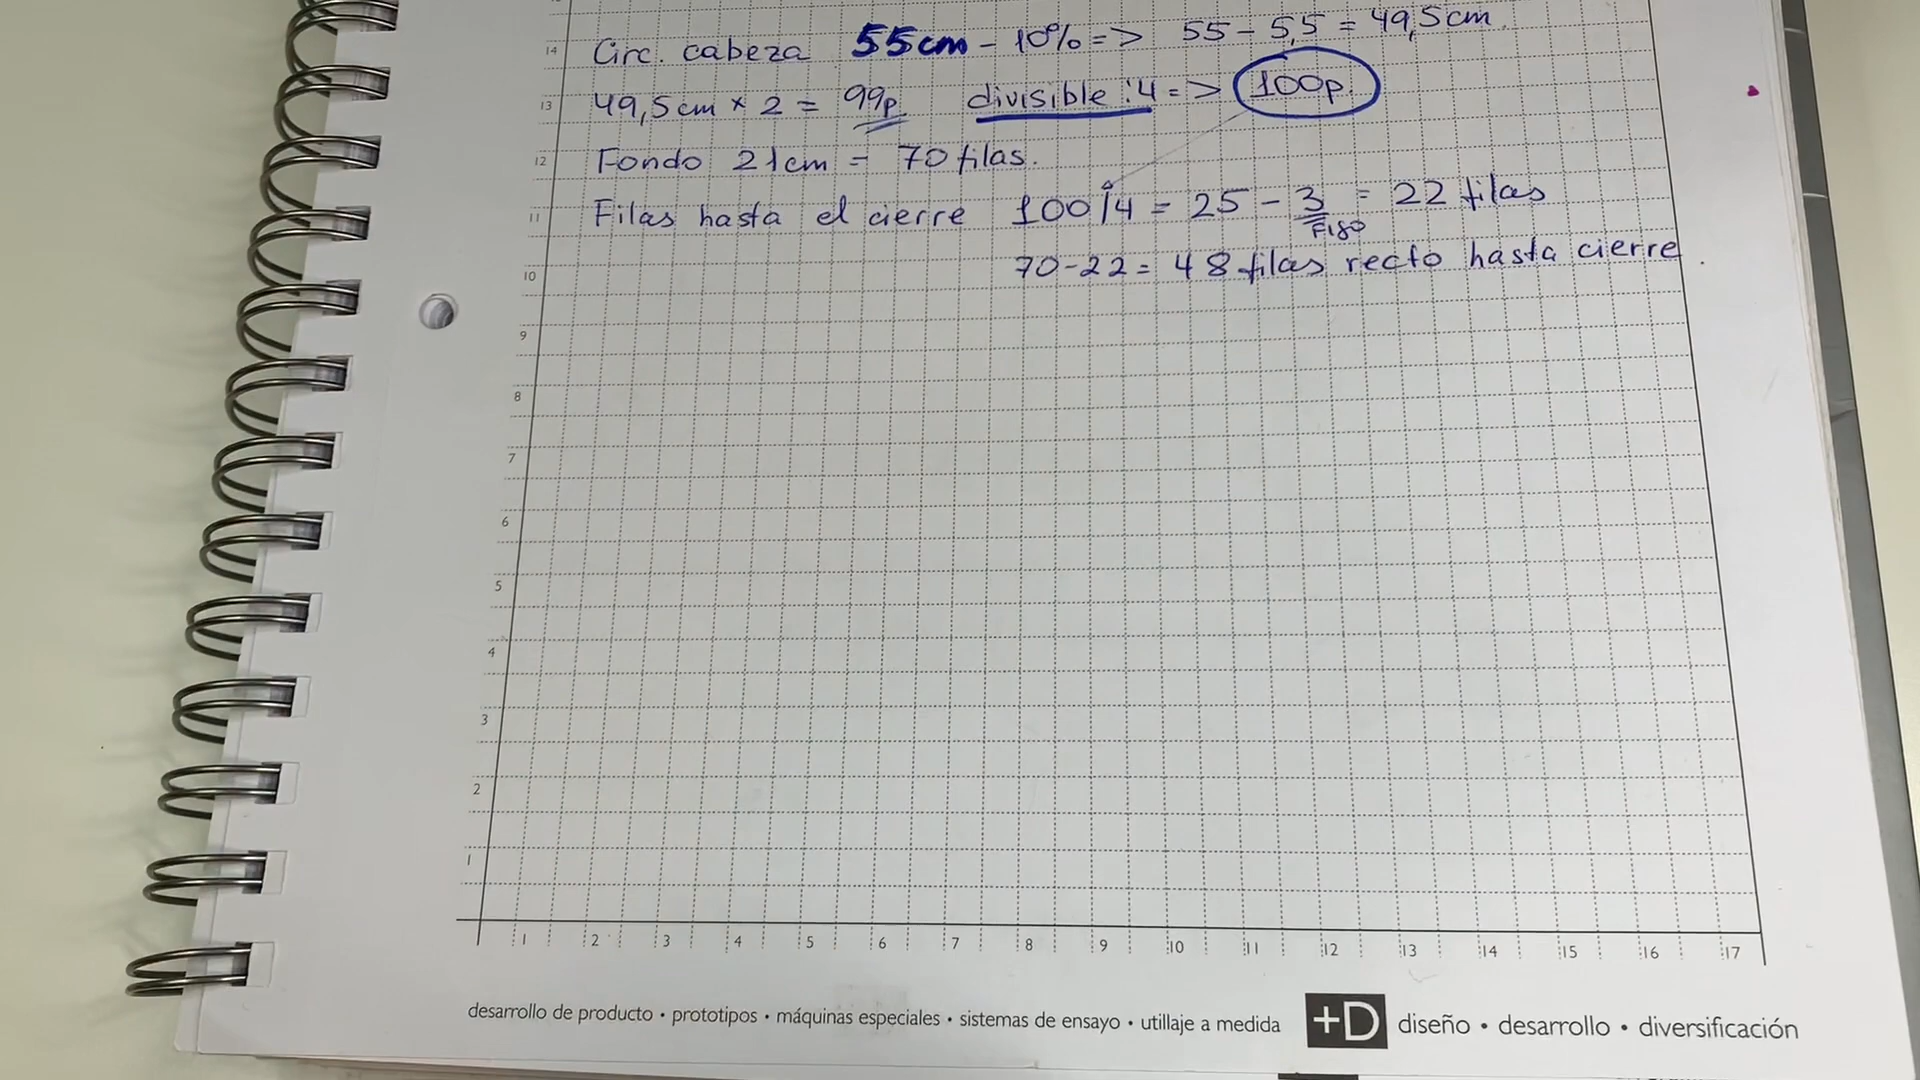 14 Circ. cabeza 55cm - 10% => 55 - 5,5 = 49,5cm.
13 49,5cm × 2 = 99p divisible :4 => 100p.
12 Fondo 21cm = 70 filas.
11 Filas hasta el cierre 100/4 = 25 - 3 = 22 filas
Fijo
10 70-22 = 48 filas recto hasta cierre.
9
8
7
6
5
4
3
2
1
1 2 3 4 5 6 7 8 9 10 11 12 13 14 15 16 17
desarrollo de producto • prototipos • máquinas especiales • sistemas de ensayo • utillaje a medida +D diseño • desarrollo • diversificación